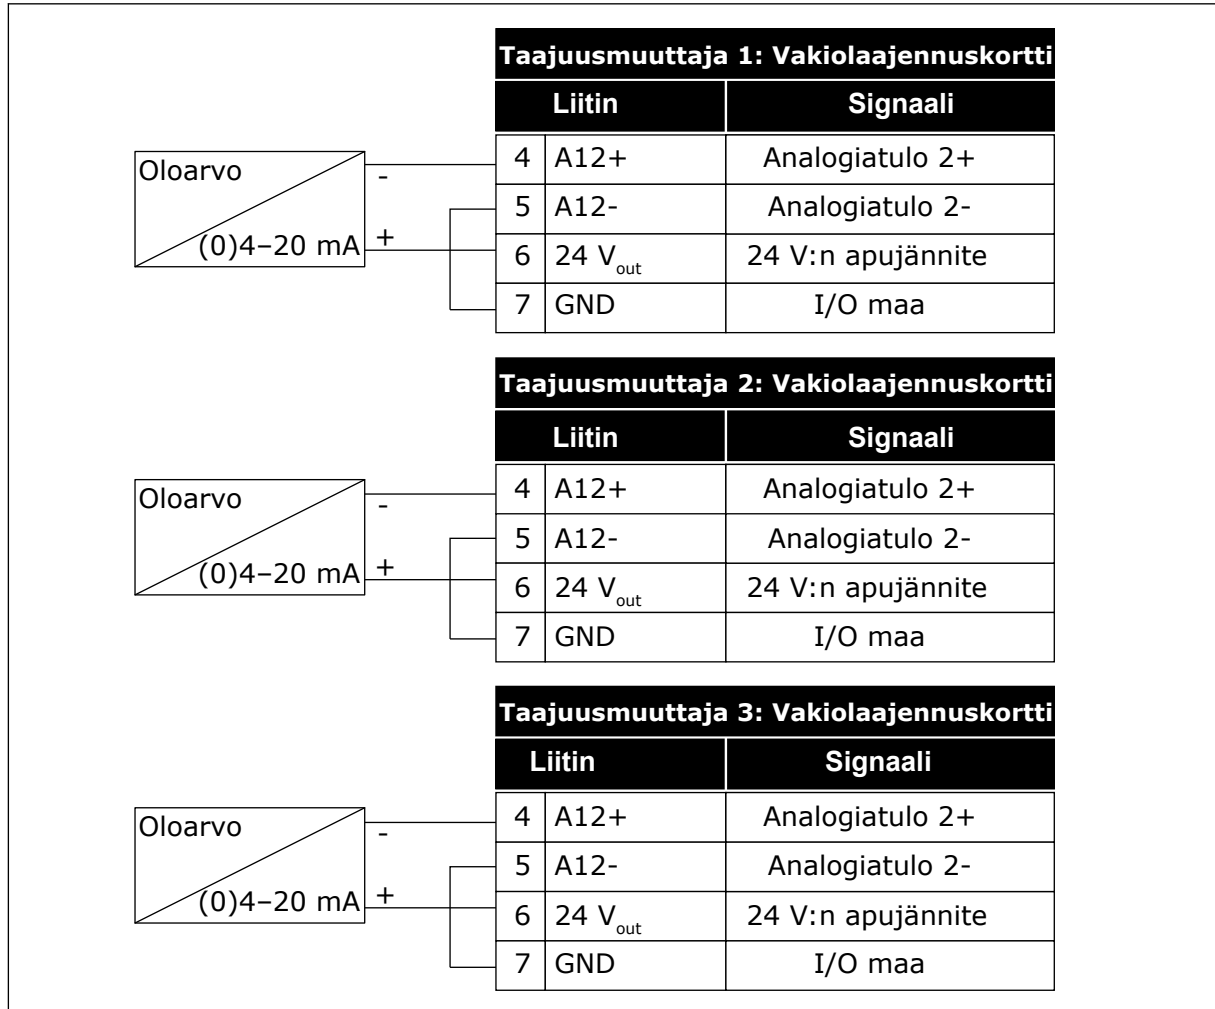 Taajuusmuuttaja 1: Vakiolaajennuskortti
Liitin Signaali
Oloarvo - 4 A12+ Analogiatulo 2+
5 A12- Analogiatulo 2-
(0)4–20 mA + 6 24 Vout 24 V:n apujännite
7 GND I/O maa
Taajuusmuuttaja 2: Vakiolaajennuskortti
Liitin Signaali
Oloarvo - 4 A12+ Analogiatulo 2+
5 A12- Analogiatulo 2-
(0)4–20 mA + 6 24 Vout 24 V:n apujännite
7 GND I/O maa
Taajuusmuuttaja 3: Vakiolaajennuskortti
Liitin Signaali
Oloarvo - 4 A12+ Analogiatulo 2+
5 A12- Analogiatulo 2-
(0)4–20 mA + 6 24 Vout 24 V:n apujännite
7 GND I/O maa